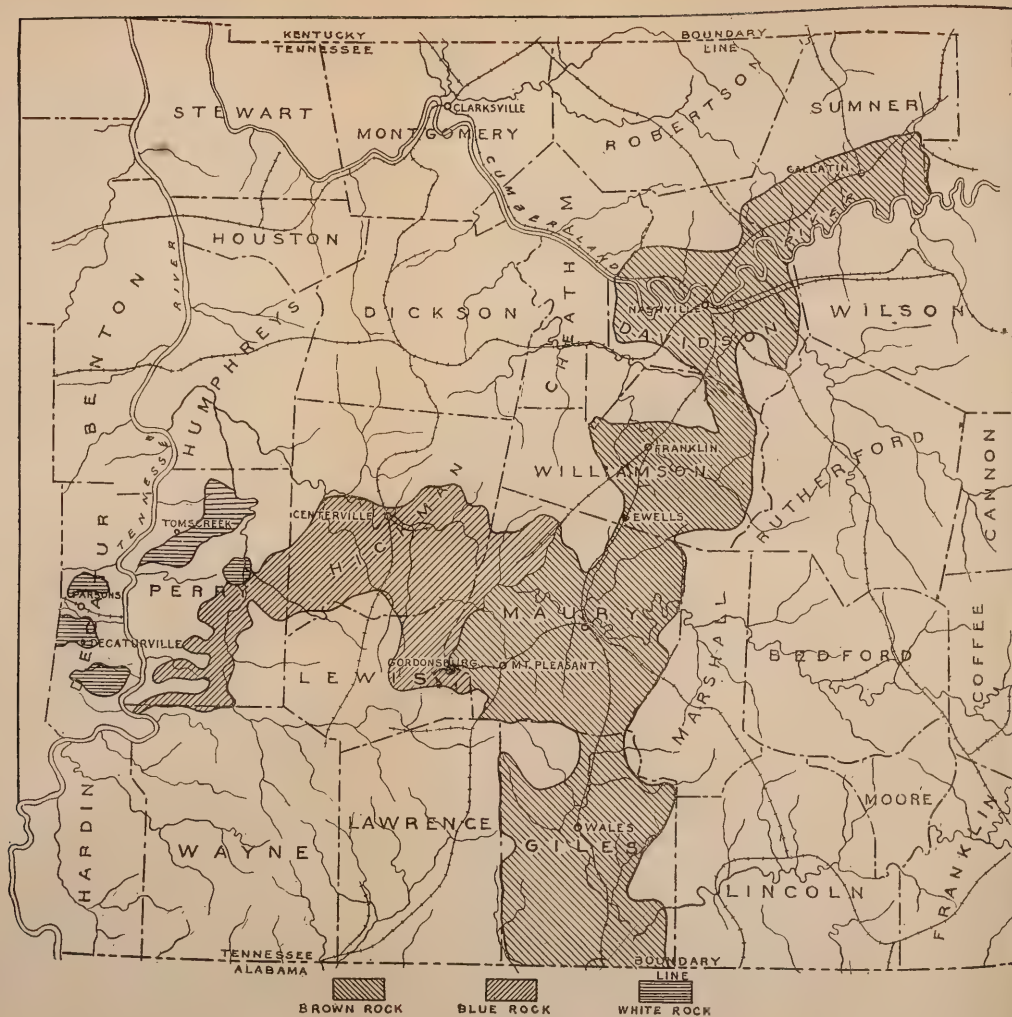 KENTUCKY
TENNESSEE
BOUNDARY
LINE
STEWART
CLARKSVILLE
MONTGOMERY
ROBERTSON
SUMNER
CUMBERLAND
GALLATIN
RIVER
HOUSTON
RIVER
BENTON
HUMPHREYS
DICKSON
CHEATHAM
NASHVILLE
DAVIDSON
WILSON
FRANKLIN
WILLIAMSON
RUTHERFORD
CANNON
TENNESSEE
CENTERVILLE
HICKMAN
EWELLS
TOMSCREEK
PARSONS
PERRY
DECATUR
DECATURVILLE
MAURY
GORDONSBURG
MT. PLEASANT
LEWIS
MARSHALL
BEDFORD
COFFEE
HARDIN
WAYNE
LAWRENCE
WALES
GILES
MOORE
LINCOLN
FRANKLIN
TENNESSEE
ALABAMA
BOUNDARY
LINE
BROWN ROCK BLUE ROCK WHITE ROCK